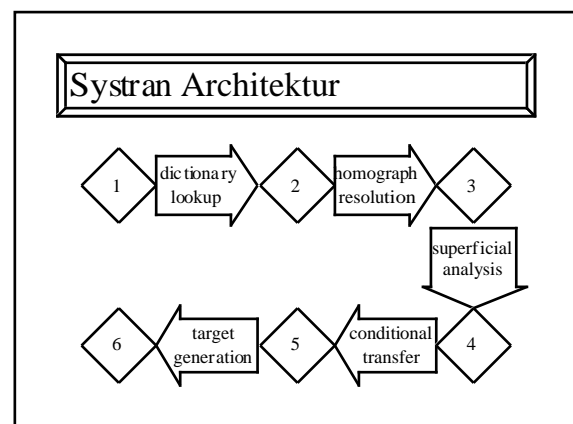 Systran Architektur
1
dictionary
lookup
2
homograph
resolution
3
superficial
analysis
6
target
generation
5
conditional
transfer
4